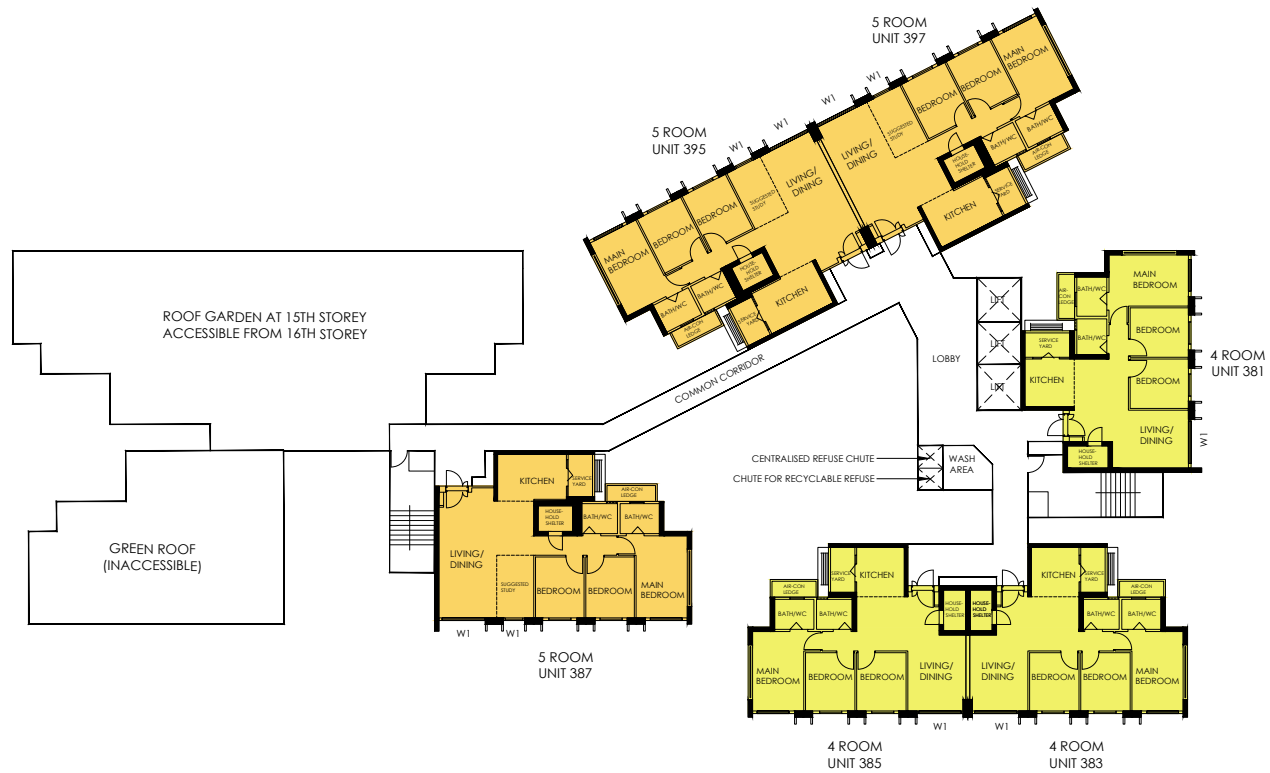 5 ROOM
UNIT 397
MAIN
BEDROOM
BEDROOM
BEDROOM
SUGGESTED
STUDY
LIVING/
DINING
W1
W1
BATH/WC
BATH/WC
AIR-CON
LEDGE
HOUSE-
HOLD
SHELTER
SERVICE
YARD
KITCHEN
5 ROOM
UNIT 395
W1
W1
LIVING/
DINING
SUGGESTED
STUDY
BEDROOM
BEDROOM
MAIN
BEDROOM
HOUSE-
HOLD
SHELTER
BATH/WC
BATH/WC
AIR-CON
LEDGE
SERVICE
YARD
KITCHEN
ROOF GARDEN AT 15TH STOREY
ACCESSIBLE FROM 16TH STOREY
COMMON CORRIDOR
LOBBY
LIFT
LIFT
LIFT
MAIN
BEDROOM
AIR-
CON
LEDGE
BATH/WC
BATH/WC
BEDROOM
SERVICE
YARD
KITCHEN
BEDROOM
LIVING/
DINING
HOUSE-
HOLD
SHELTER
W1
4 ROOM
UNIT 381
CENTRALISED REFUSE CHUTE
CHUTE FOR RECYCLABLE REFUSE
WASH
AREA
GREEN ROOF
(INACCESSIBLE)
KITCHEN
SERVICE
YARD
AIR-CON
LEDGE
HOUSE-
HOLD
SHELTER
BATH/WC
BATH/WC
LIVING/
DINING
SUGGESTED
STUDY
BEDROOM
BEDROOM
MAIN
BEDROOM
W1
W1
5 ROOM
UNIT 387
SERVICE
YARD
KITCHEN
AIR-CON
LEDGE
BATH/WC
BATH/WC
HOUSE-
HOLD
SHELTER
MAIN
BEDROOM
BEDROOM
BEDROOM
LIVING/
DINING
W1
4 ROOM
UNIT 385
KITCHEN
SERVICE
YARD
AIR-CON
LEDGE
HOUSE-
HOLD
SHELTER
BATH/WC
BATH/WC
LIVING/
DINING
BEDROOM
BEDROOM
MAIN
BEDROOM
W1
4 ROOM
UNIT 383